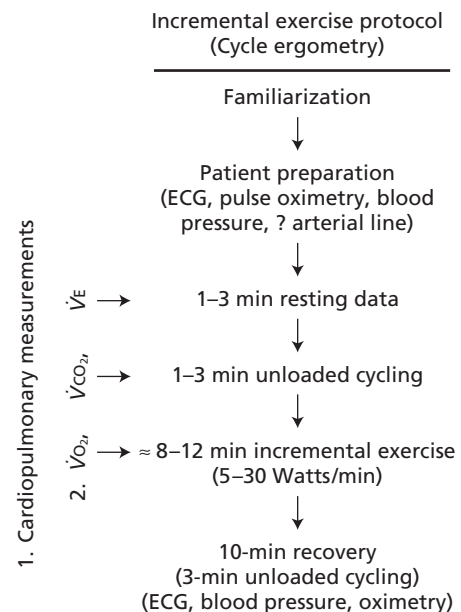 Incremental exercise protocol
(Cycle ergometry)
Familiarization
Patient preparation
(ECG, pulse oximetry, blood
pressure, ? arterial line)
1–3 min resting data
1–3 min unloaded cycling
≈ 8–12 min incremental exercise
(5–30 Watts/min)
10-min recovery
(3-min unloaded cycling)
(ECG, blood pressure, oximetry)
1. Cardiopulmonary measurements
2. V̇O₂, V̇CO₂, V̇E